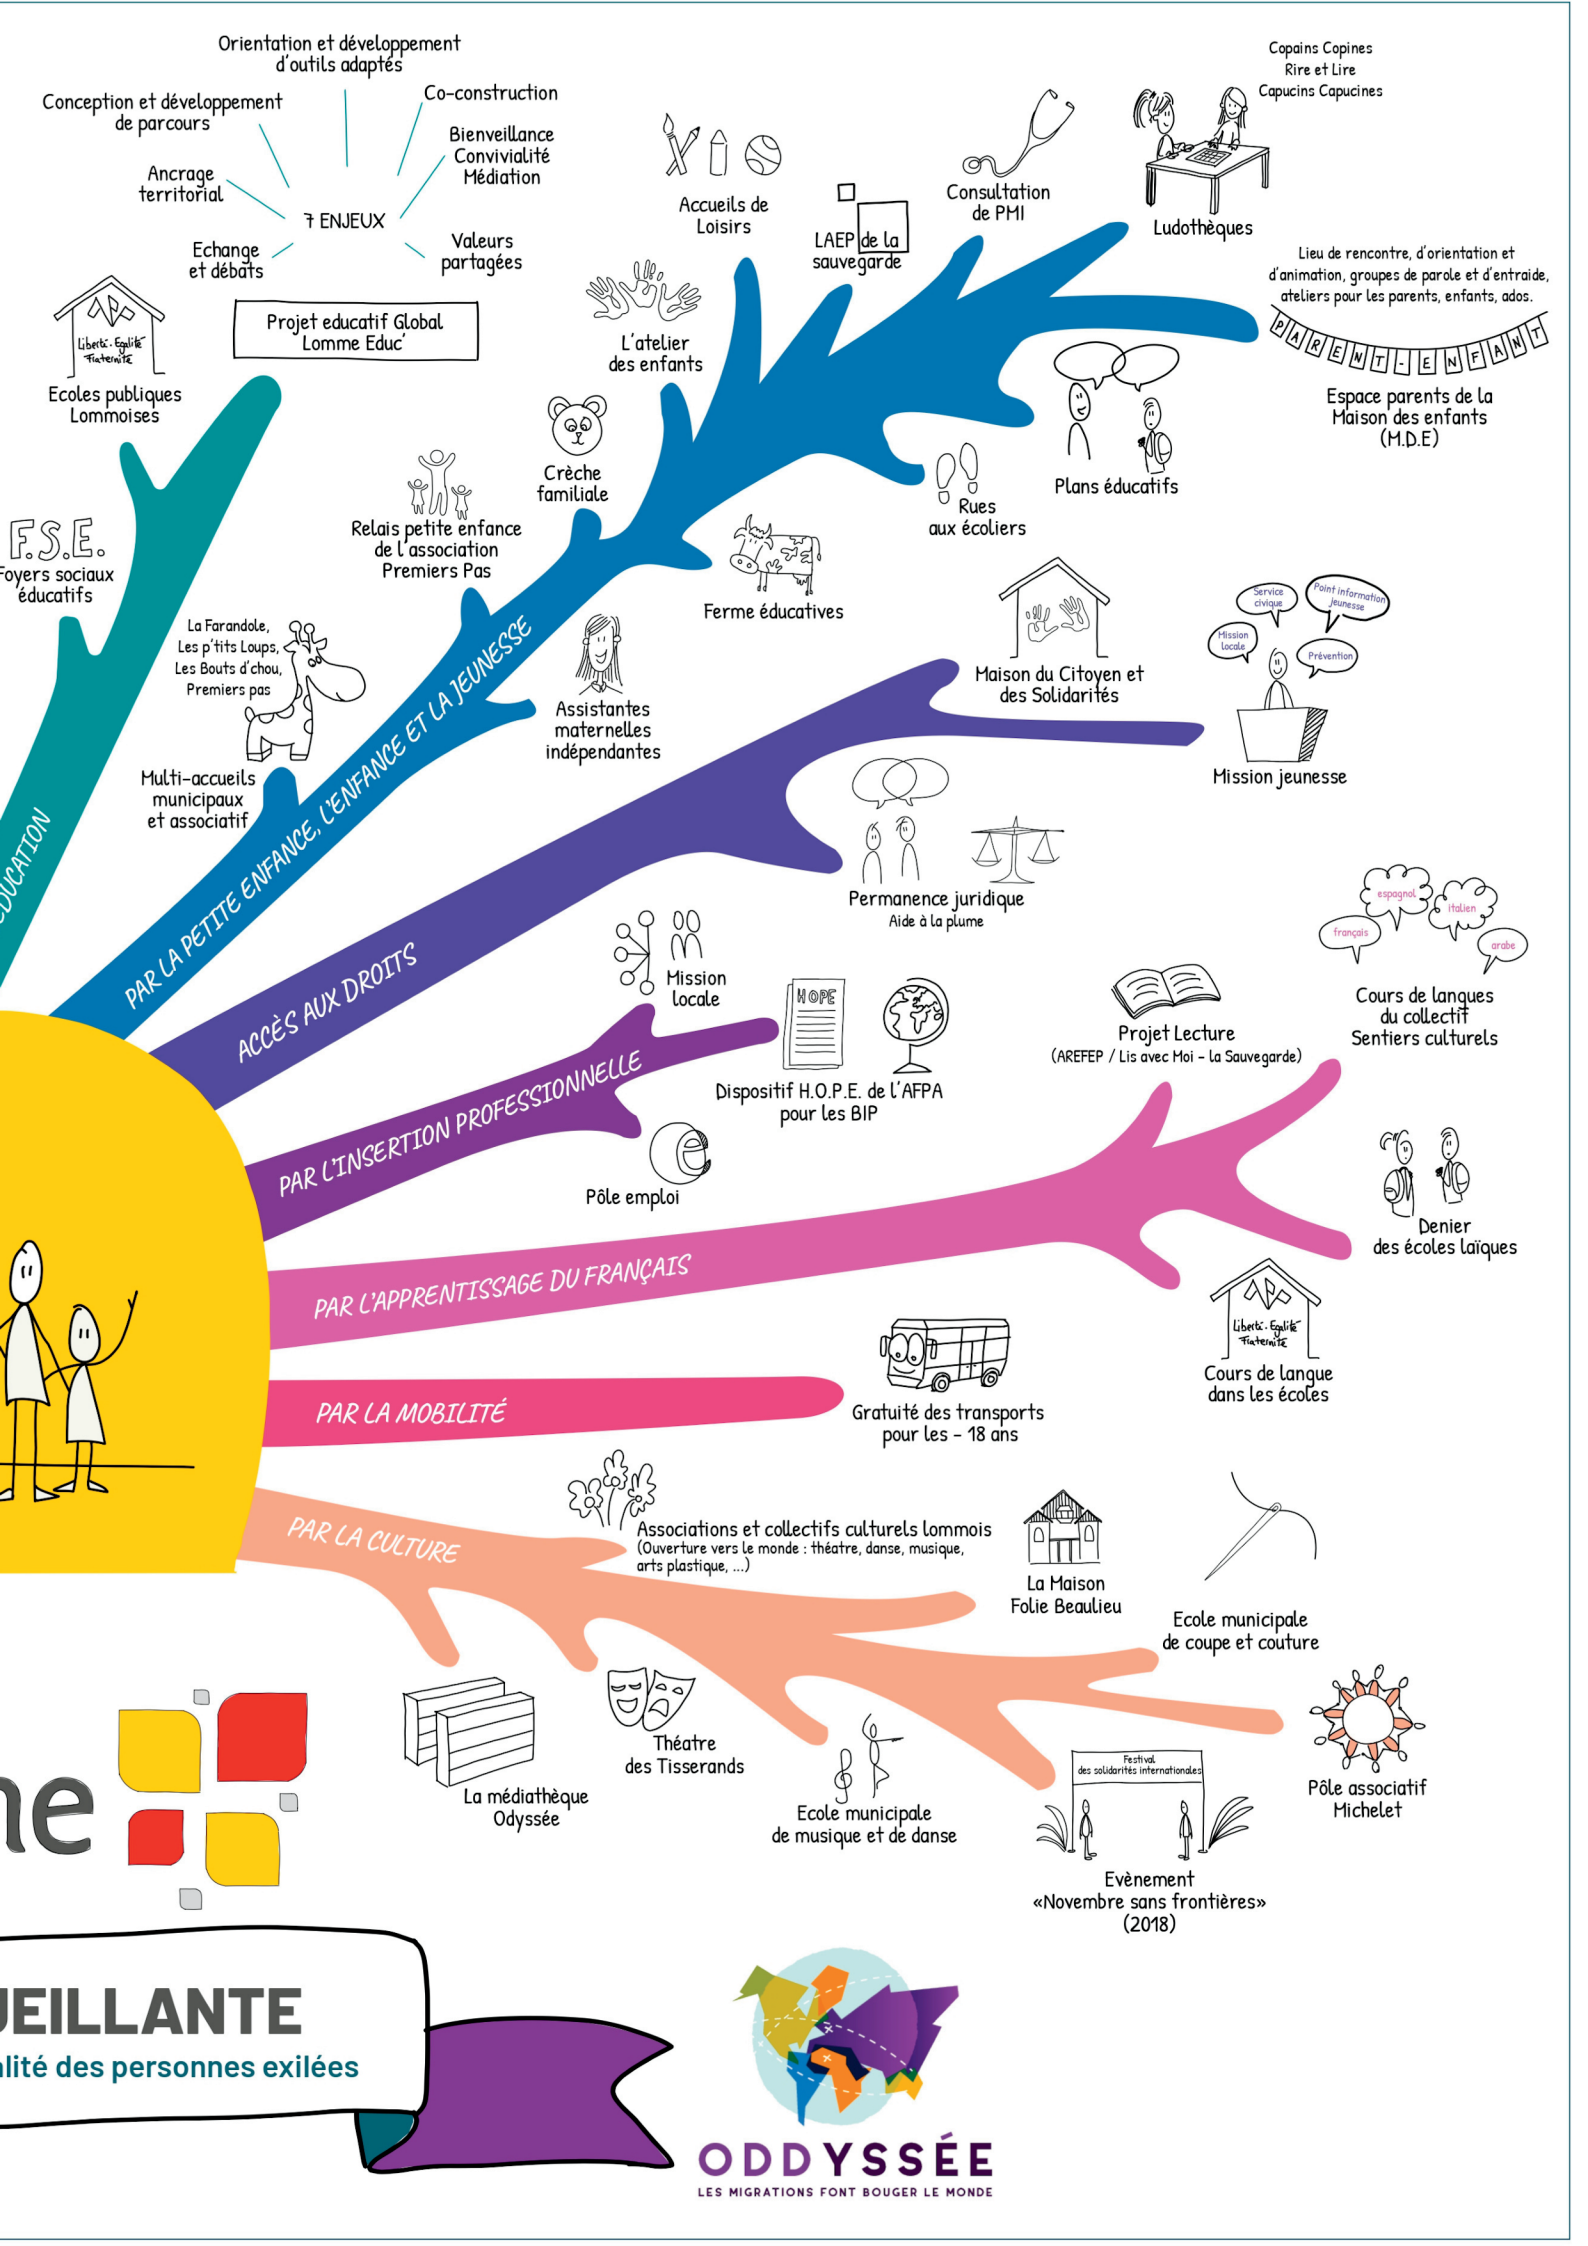 Orientation et développement
d'outils adaptés
Conception et développement
de parcours
Co-construction
Bienveillance
Convivialité
Médiation
Ancrage
territorial
7 ENJEUX
Echange
et débats
Valeurs
partagées
Projet educatif Global
Lomme Educ'
Liberté-Egalité
Fraternité
Ecoles publiques
Lommoises
F.S.E.
Foyers sociaux
éducatifs
La Farandole,
Les p'tits Loups,
Les Bouts d'chou,
Premiers pas
Multi-accueils
municipaux
et associatif
Relais petite enfance
de l'association
Premiers Pas
Crèche
familiale
L'atelier
des enfants
Accueils de
Loisirs
LAEP de la
sauvegarde
Consultation
de PMI
Copains Copines
Rire et Lire
Capucins Capucines
Ludothèques
Lieu de rencontre, d'orientation et
d'animation, groupes de parole et d'entraide,
ateliers pour les parents, enfants, ados.
PARENT-ENFANT
Espace parents de la
Maison des enfants
(M.D.E)
Plans éducatifs
Rues
aux écoliers
Ferme éducatives
Assistantes
maternelles
indépendantes
ÉDUCATION
PAR LA PETITE ENFANCE, L'ENFANCE ET LA JEUNESSE
ACCÈS AUX DROITS
Maison du Citoyen et
des Solidarités
Service
civique
Point information
jeunesse
Mission
locale
Prévention
Mission jeunesse
Permanence juridique
Aide à la plume
PAR L'INSERTION PROFESSIONNELLE
Mission
locale
HOPE
Dispositif H.O.P.E. de l'AFPA
pour les BIP
Pôle emploi
PAR L'APPRENTISSAGE DU FRANÇAIS
Projet Lecture
(AREFEP / Lis avec Moi - la Sauvegarde)
espagnol
italien
français
arabe
Cours de langues
du collectif
Sentiers culturels
Denier
des écoles laïques
Liberté-Egalité
Fraternité
Cours de langue
dans les écoles
PAR LA MOBILITÉ
Gratuité des transports
pour les - 18 ans
PAR LA CULTURE
Associations et collectifs culturels lommois
(Ouverture vers le monde : théatre, danse, musique,
arts plastique, ...)
La Maison
Folie Beaulieu
Ecole municipale
de coupe et couture
Pôle associatif
Michelet
Festival
des solidarités internationales
Evènement
«Novembre sans frontières»
(2018)
Ecole municipale
de musique et de danse
Théatre
des Tisserands
La médiathèque
Odyssée
ne
UEILLANTE
alité des personnes exilées
ODDYSSÉE
LES MIGRATIONS FONT BOUGER LE MONDE